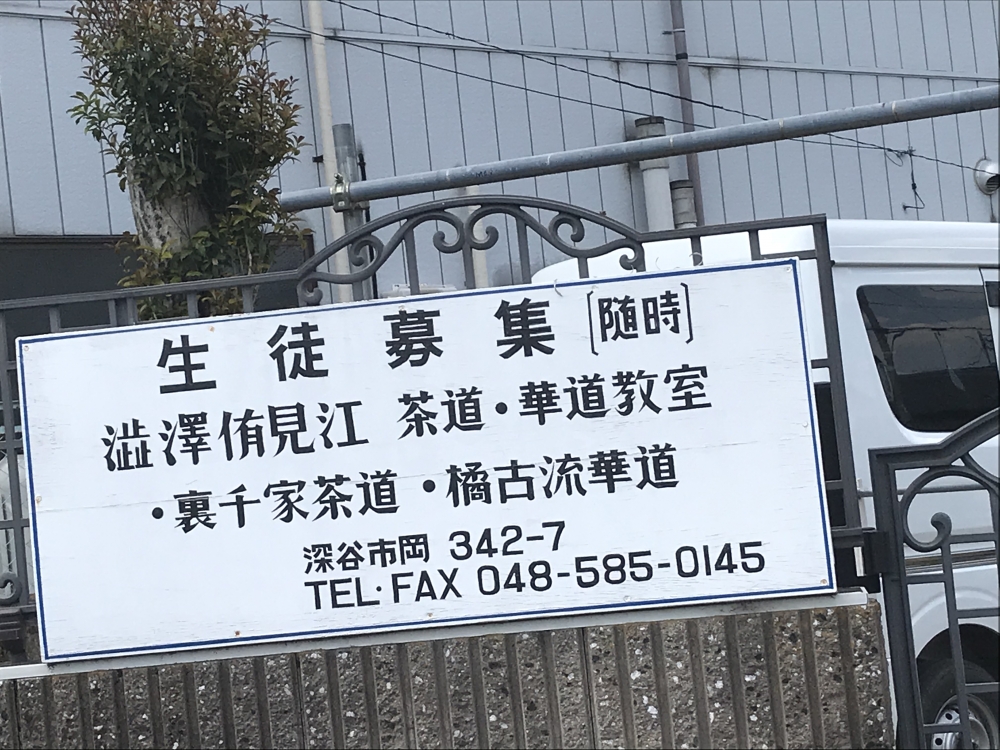 生徒募集[随時]
澁澤侑見江 茶道・華道教室
・裏千家茶道・橘古流華道
深谷市岡 342-7
TEL・FAX 048-585-0145